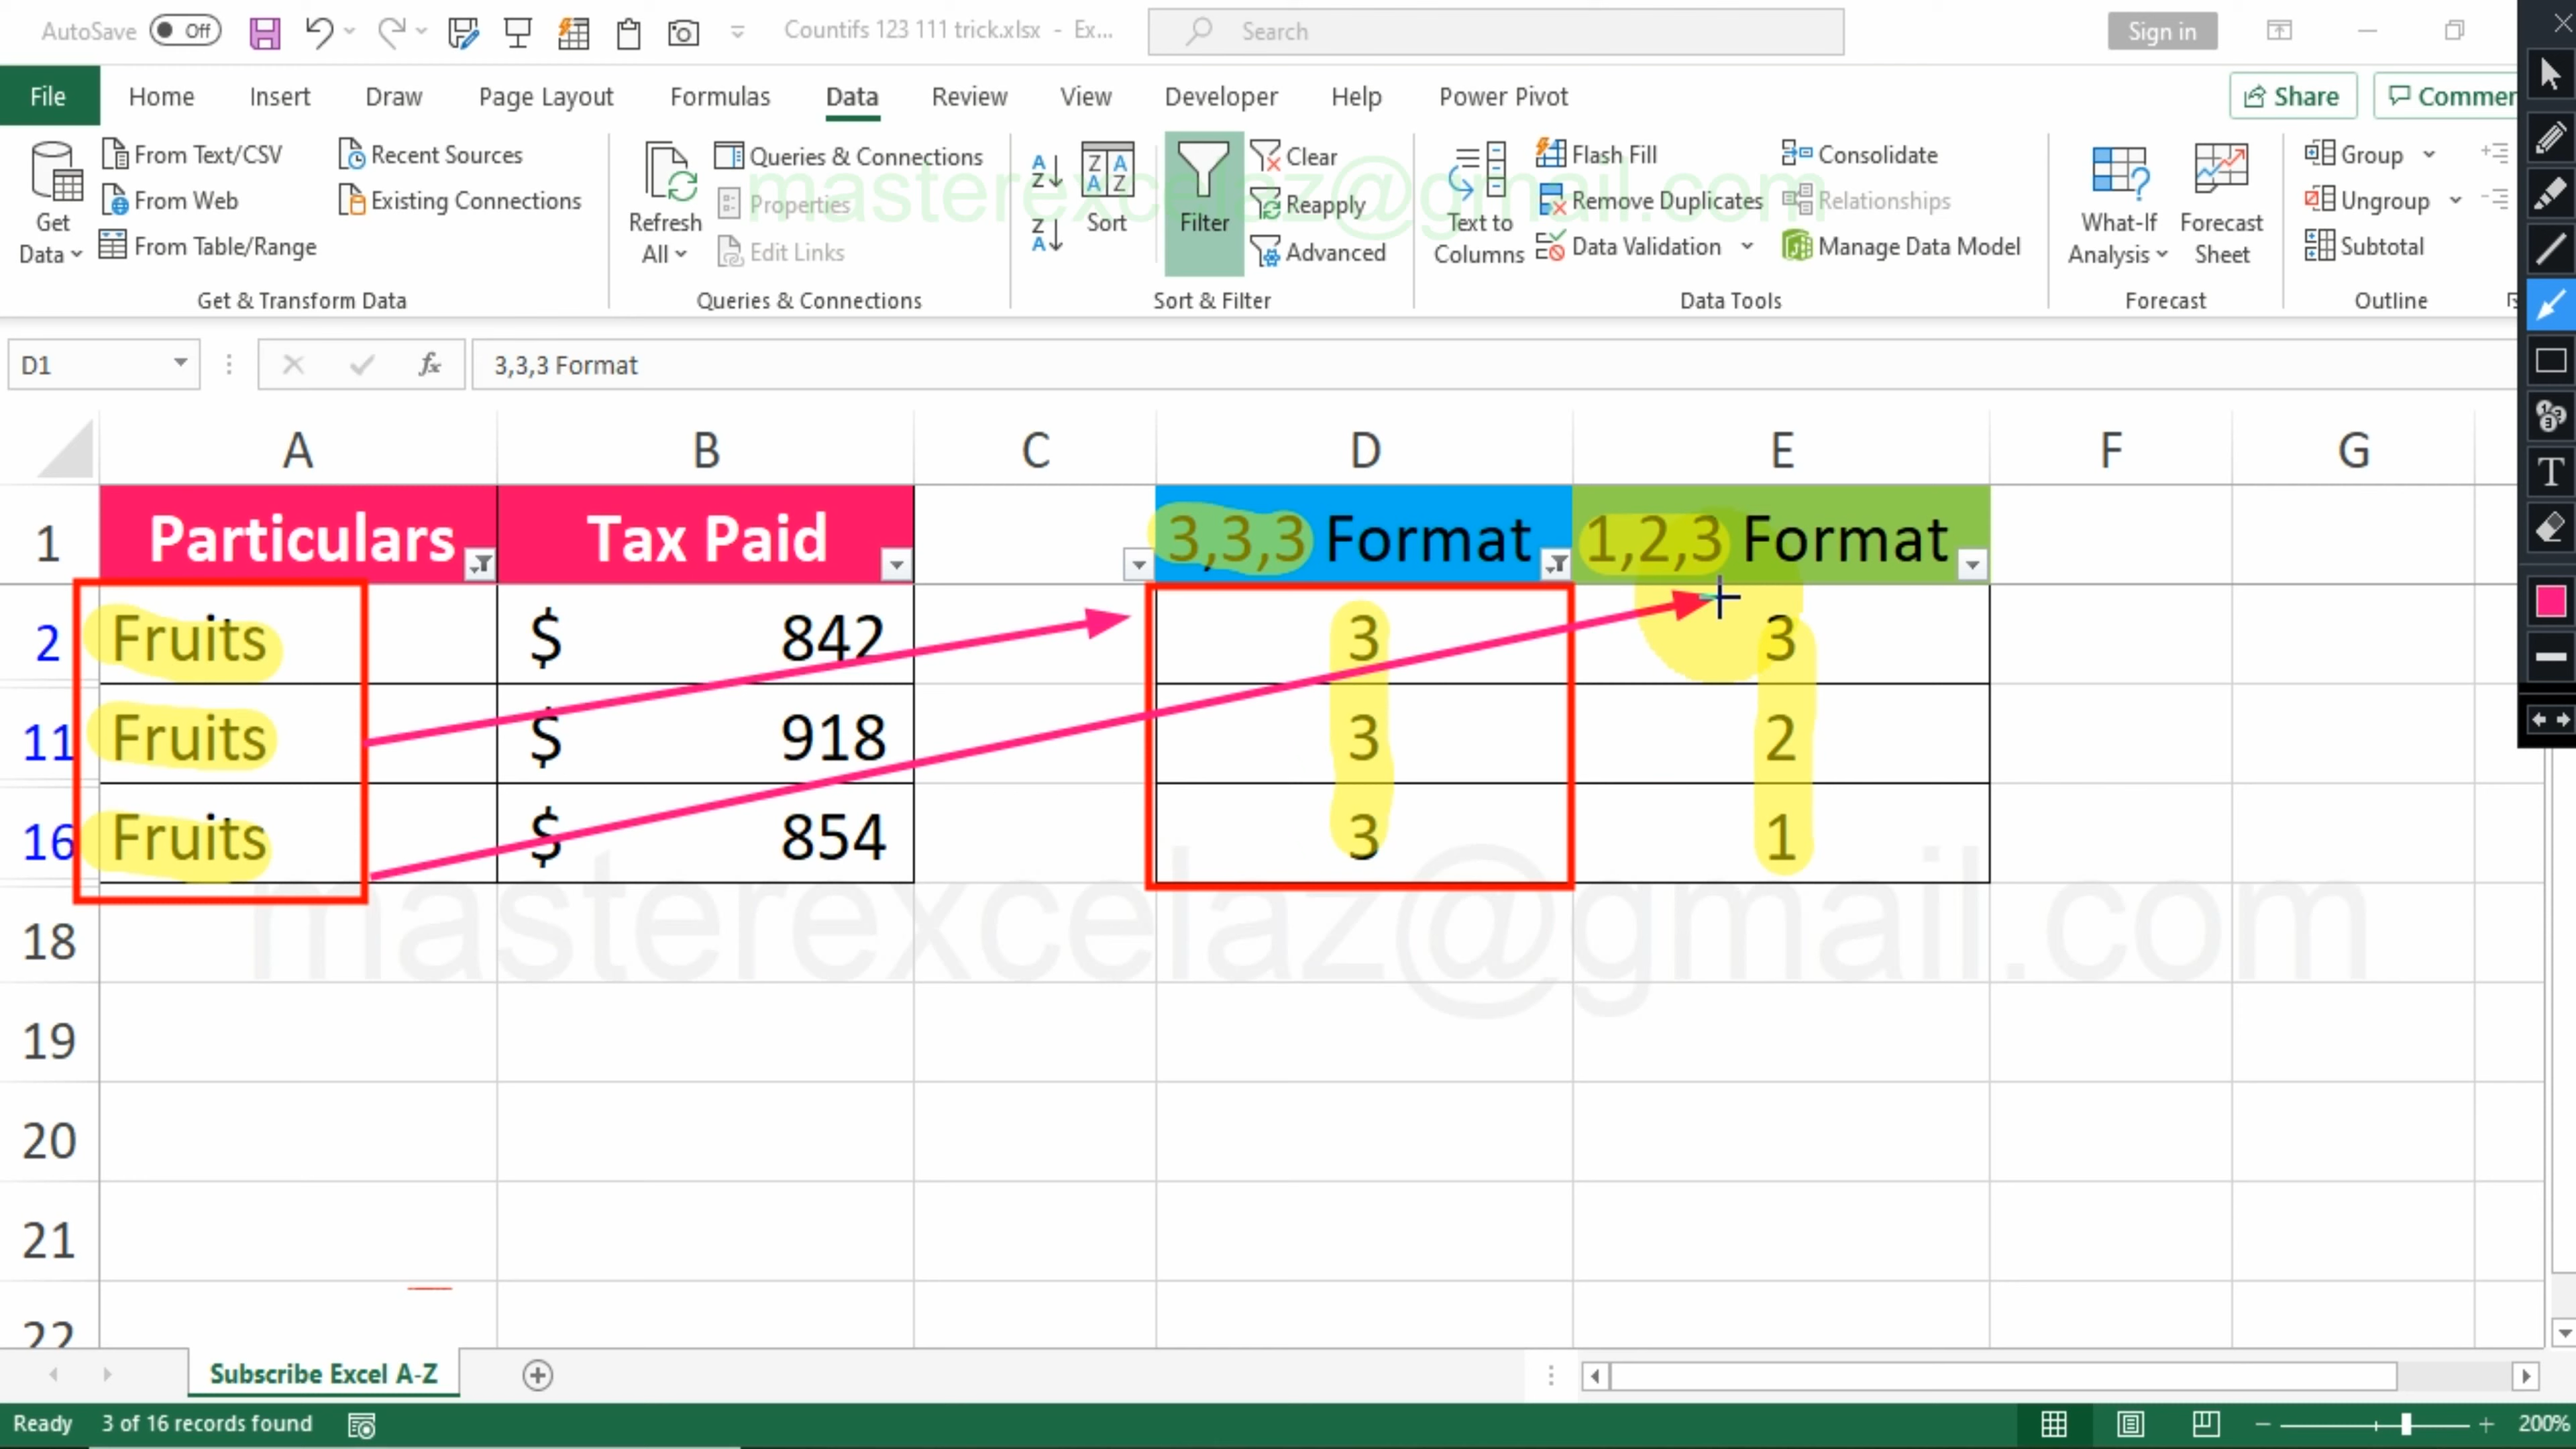 AutoSave Off Countifs 123 111 trick.xlsx - Ex... Search Sign in
File Home Insert Draw Page Layout Formulas Data Review View Developer Help Power Pivot Share Commen
Get Data
From Text/CSV
From Web
From Table/Range
Recent Sources
Existing Connections
Get & Transform Data
Refresh All
Queries & Connections
Properties
Edit Links
Queries & Connections
Sort
Filter
Clear
Reapply
Advanced
Sort & Filter
Text to Columns
Flash Fill
Remove Duplicates
Data Validation
Consolidate
Relationships
Manage Data Model
Data Tools
What-If Analysis
Forecast Sheet
Forecast
Group
Ungroup
Subtotal
Outline
masterexcelaz@gmail.com
D1 fx 3,3,3 Format
A B C D E F G
1 Particulars Tax Paid 3,3,3 Format 1,2,3 Format
2 Fruits $ 842 3 3
11 Fruits $ 918 3 2
16 Fruits $ 854 3 1
masterexcelaz@gmail.com
18
19
20
21
22
Subscribe Excel A-Z
Ready 3 of 16 records found 200%